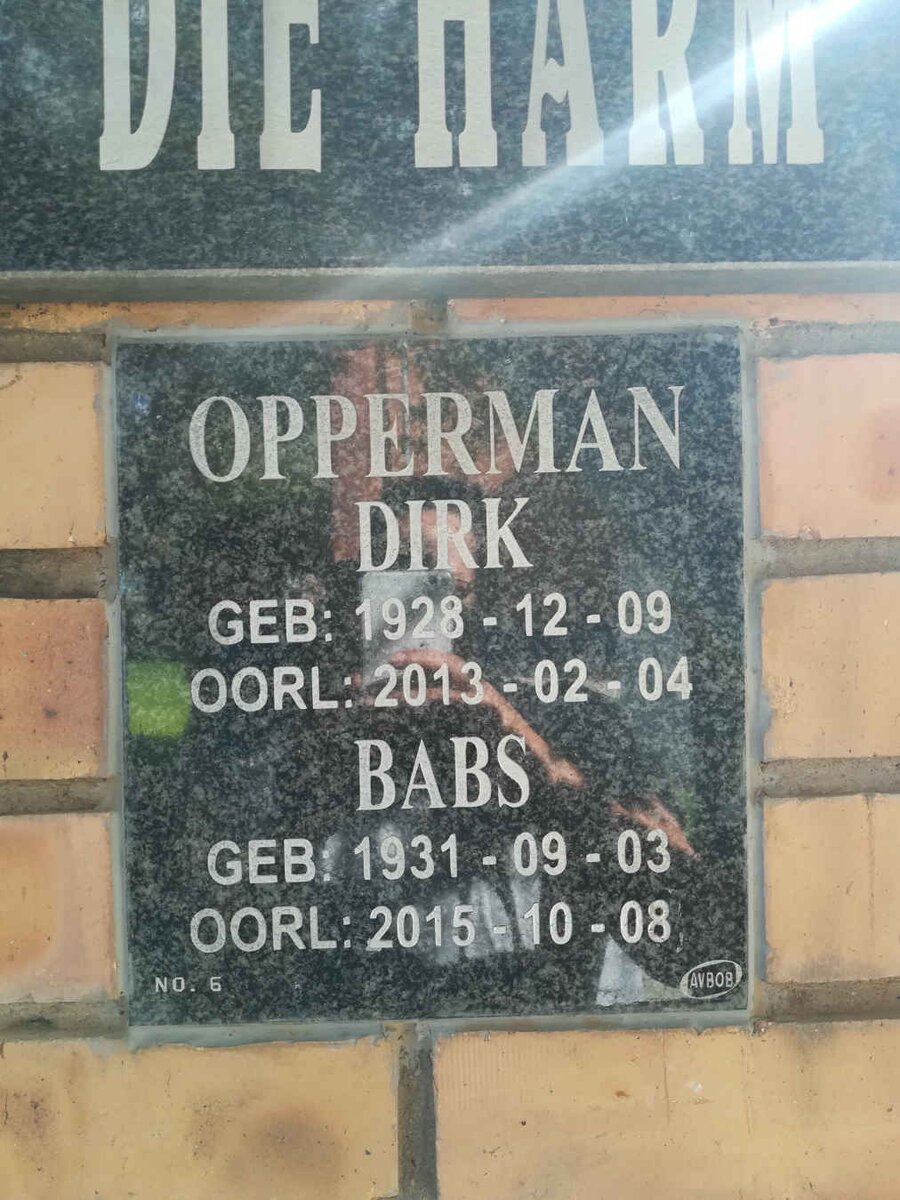 DIE HARM
OPPERMAN
DIRK
GEB: 1928 - 12 - 09
OORL: 2013 - 02 - 04
BABS
GEB: 1931 - 09 - 03
OORL: 2015 - 10 - 08
NO. 6
AVBOB